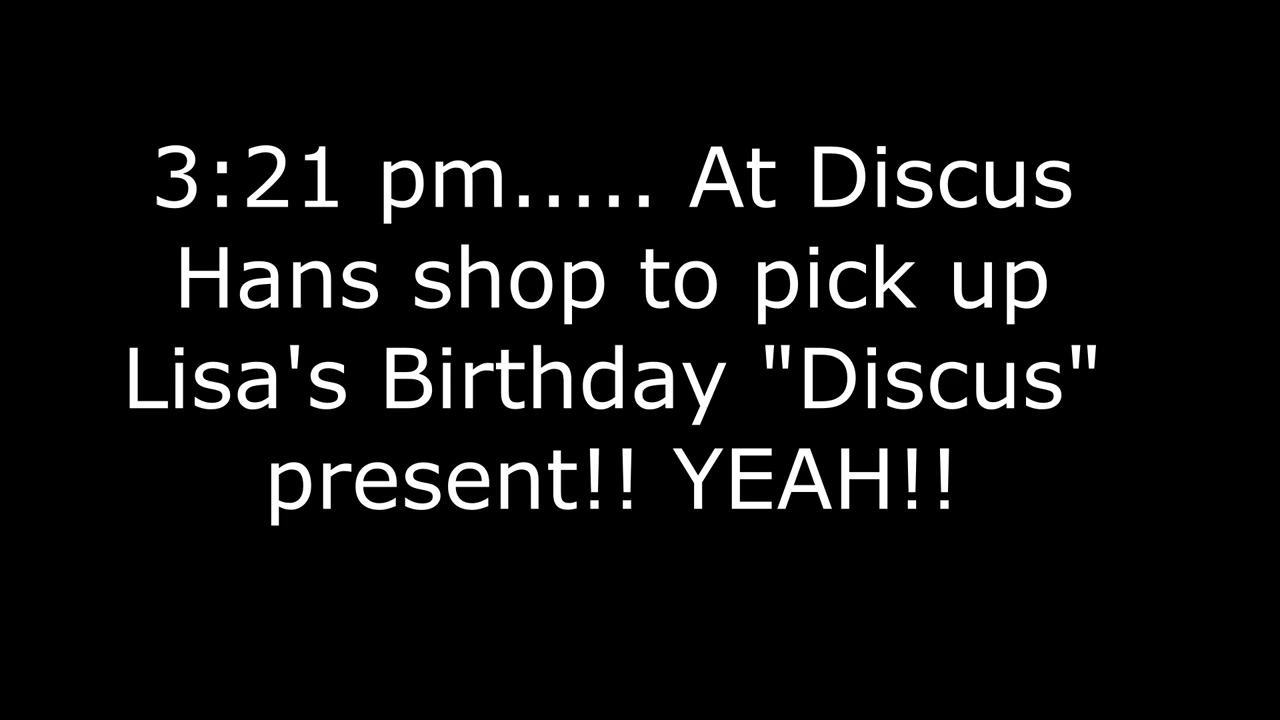 3:21 pm..... At Discus
Hans shop to pick up
Lisa's Birthday "Discus"
present!! YEAH!!